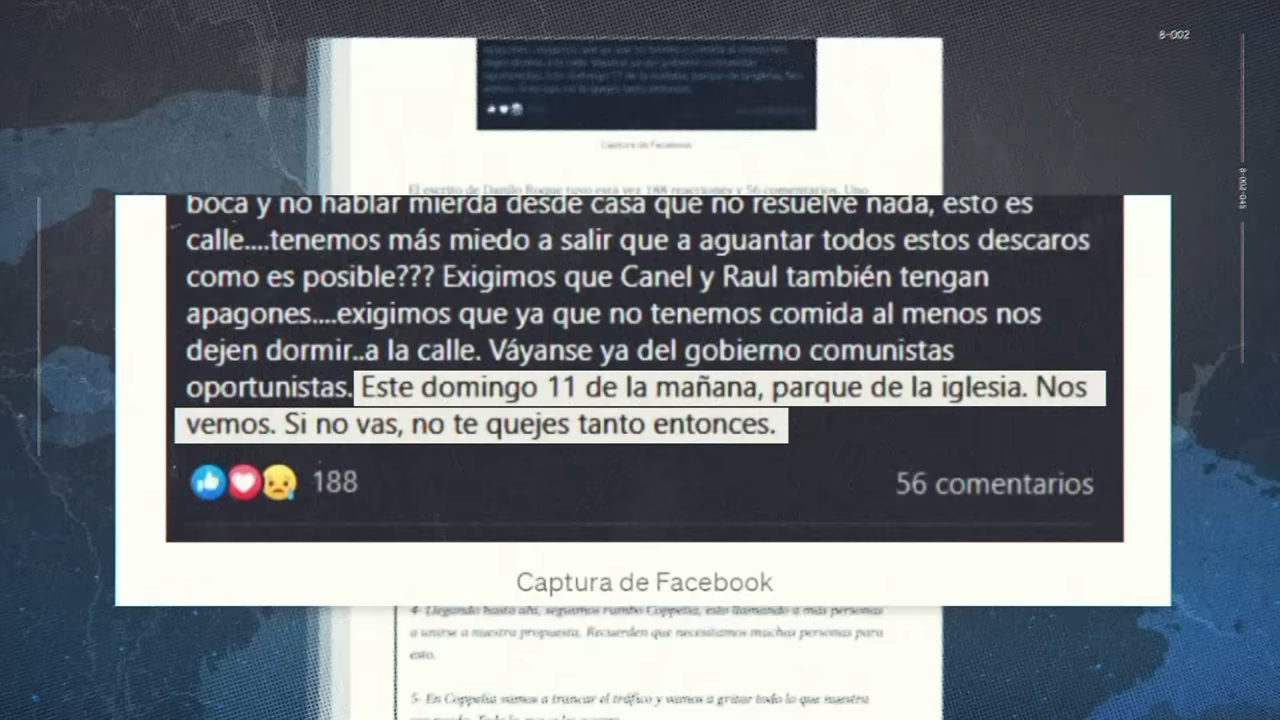 8-002
8-002-045
Captura de Facebook
El escrito de Danilo Roque tuvo esta vez 188 reacciones y 56 comentarios. Uno
boca y no hablar mierda desde casa que no resuelve nada, esto es
calle....tenemos más miedo a salir que a aguantar todos estos descaros
como es posible??? Exigimos que Canel y Raul también tengan
apagones....exigimos que ya que no tenemos comida al menos nos
dejen dormir..a la calle. Váyanse ya del gobierno comunistas
oportunistas. Este domingo 11 de la mañana, parque de la iglesia. Nos
vemos. Si no vas, no te quejes tanto entonces.
188
56 comentarios
Captura de Facebook
4- Llegando hasta ahí, seguimos rumbo Coppelia, esto llamando a más personas
a unirse a nuestra propuesta. Recuerden que necesitamos muchas personas para
esto.
5- En Coppelia vamos a trancar el tráfico y vamos a gritar todo lo que nuestra